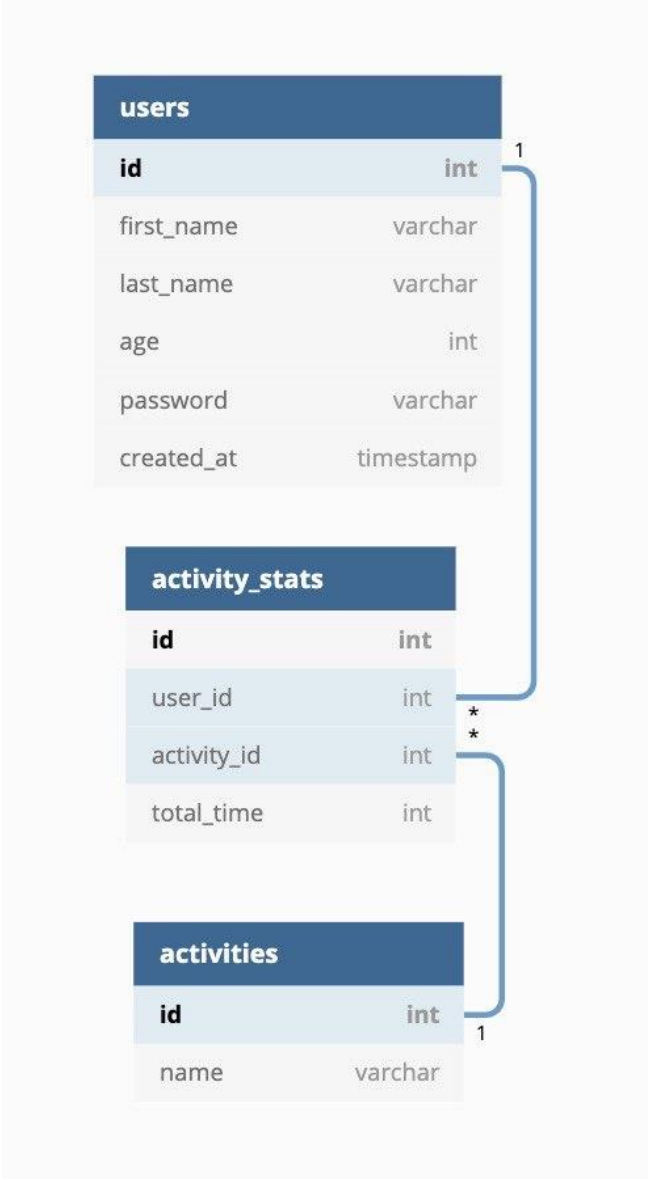 users
1
id int
first_name varchar
last_name varchar
age int
password varchar
created_at timestamp
activity_stats
id int
user_id int
*
*
activity_id int
total_time int
activities
id int
1
name varchar